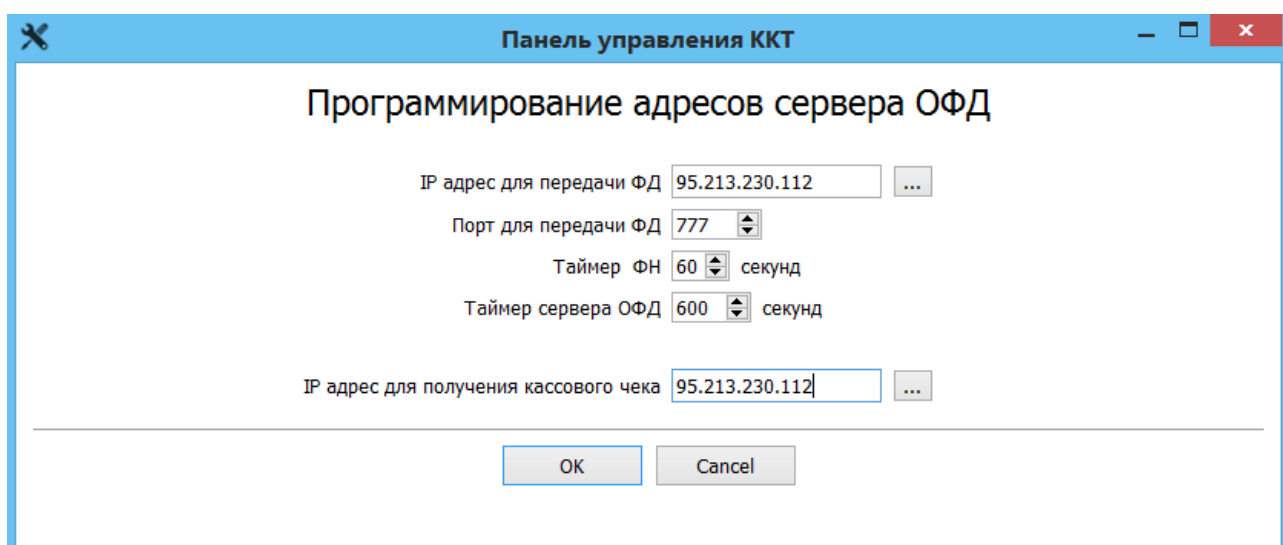 Панель управления ККТ
Программирование адресов сервера ОФД
IP адрес для передачи ФД 95.213.230.112 ...
Порт для передачи ФД 777
Таймер ФН 60 секунд
Таймер сервера ОФД 600 секунд
IP адрес для получения кассового чека 95.213.230.112 ...
OK Cancel